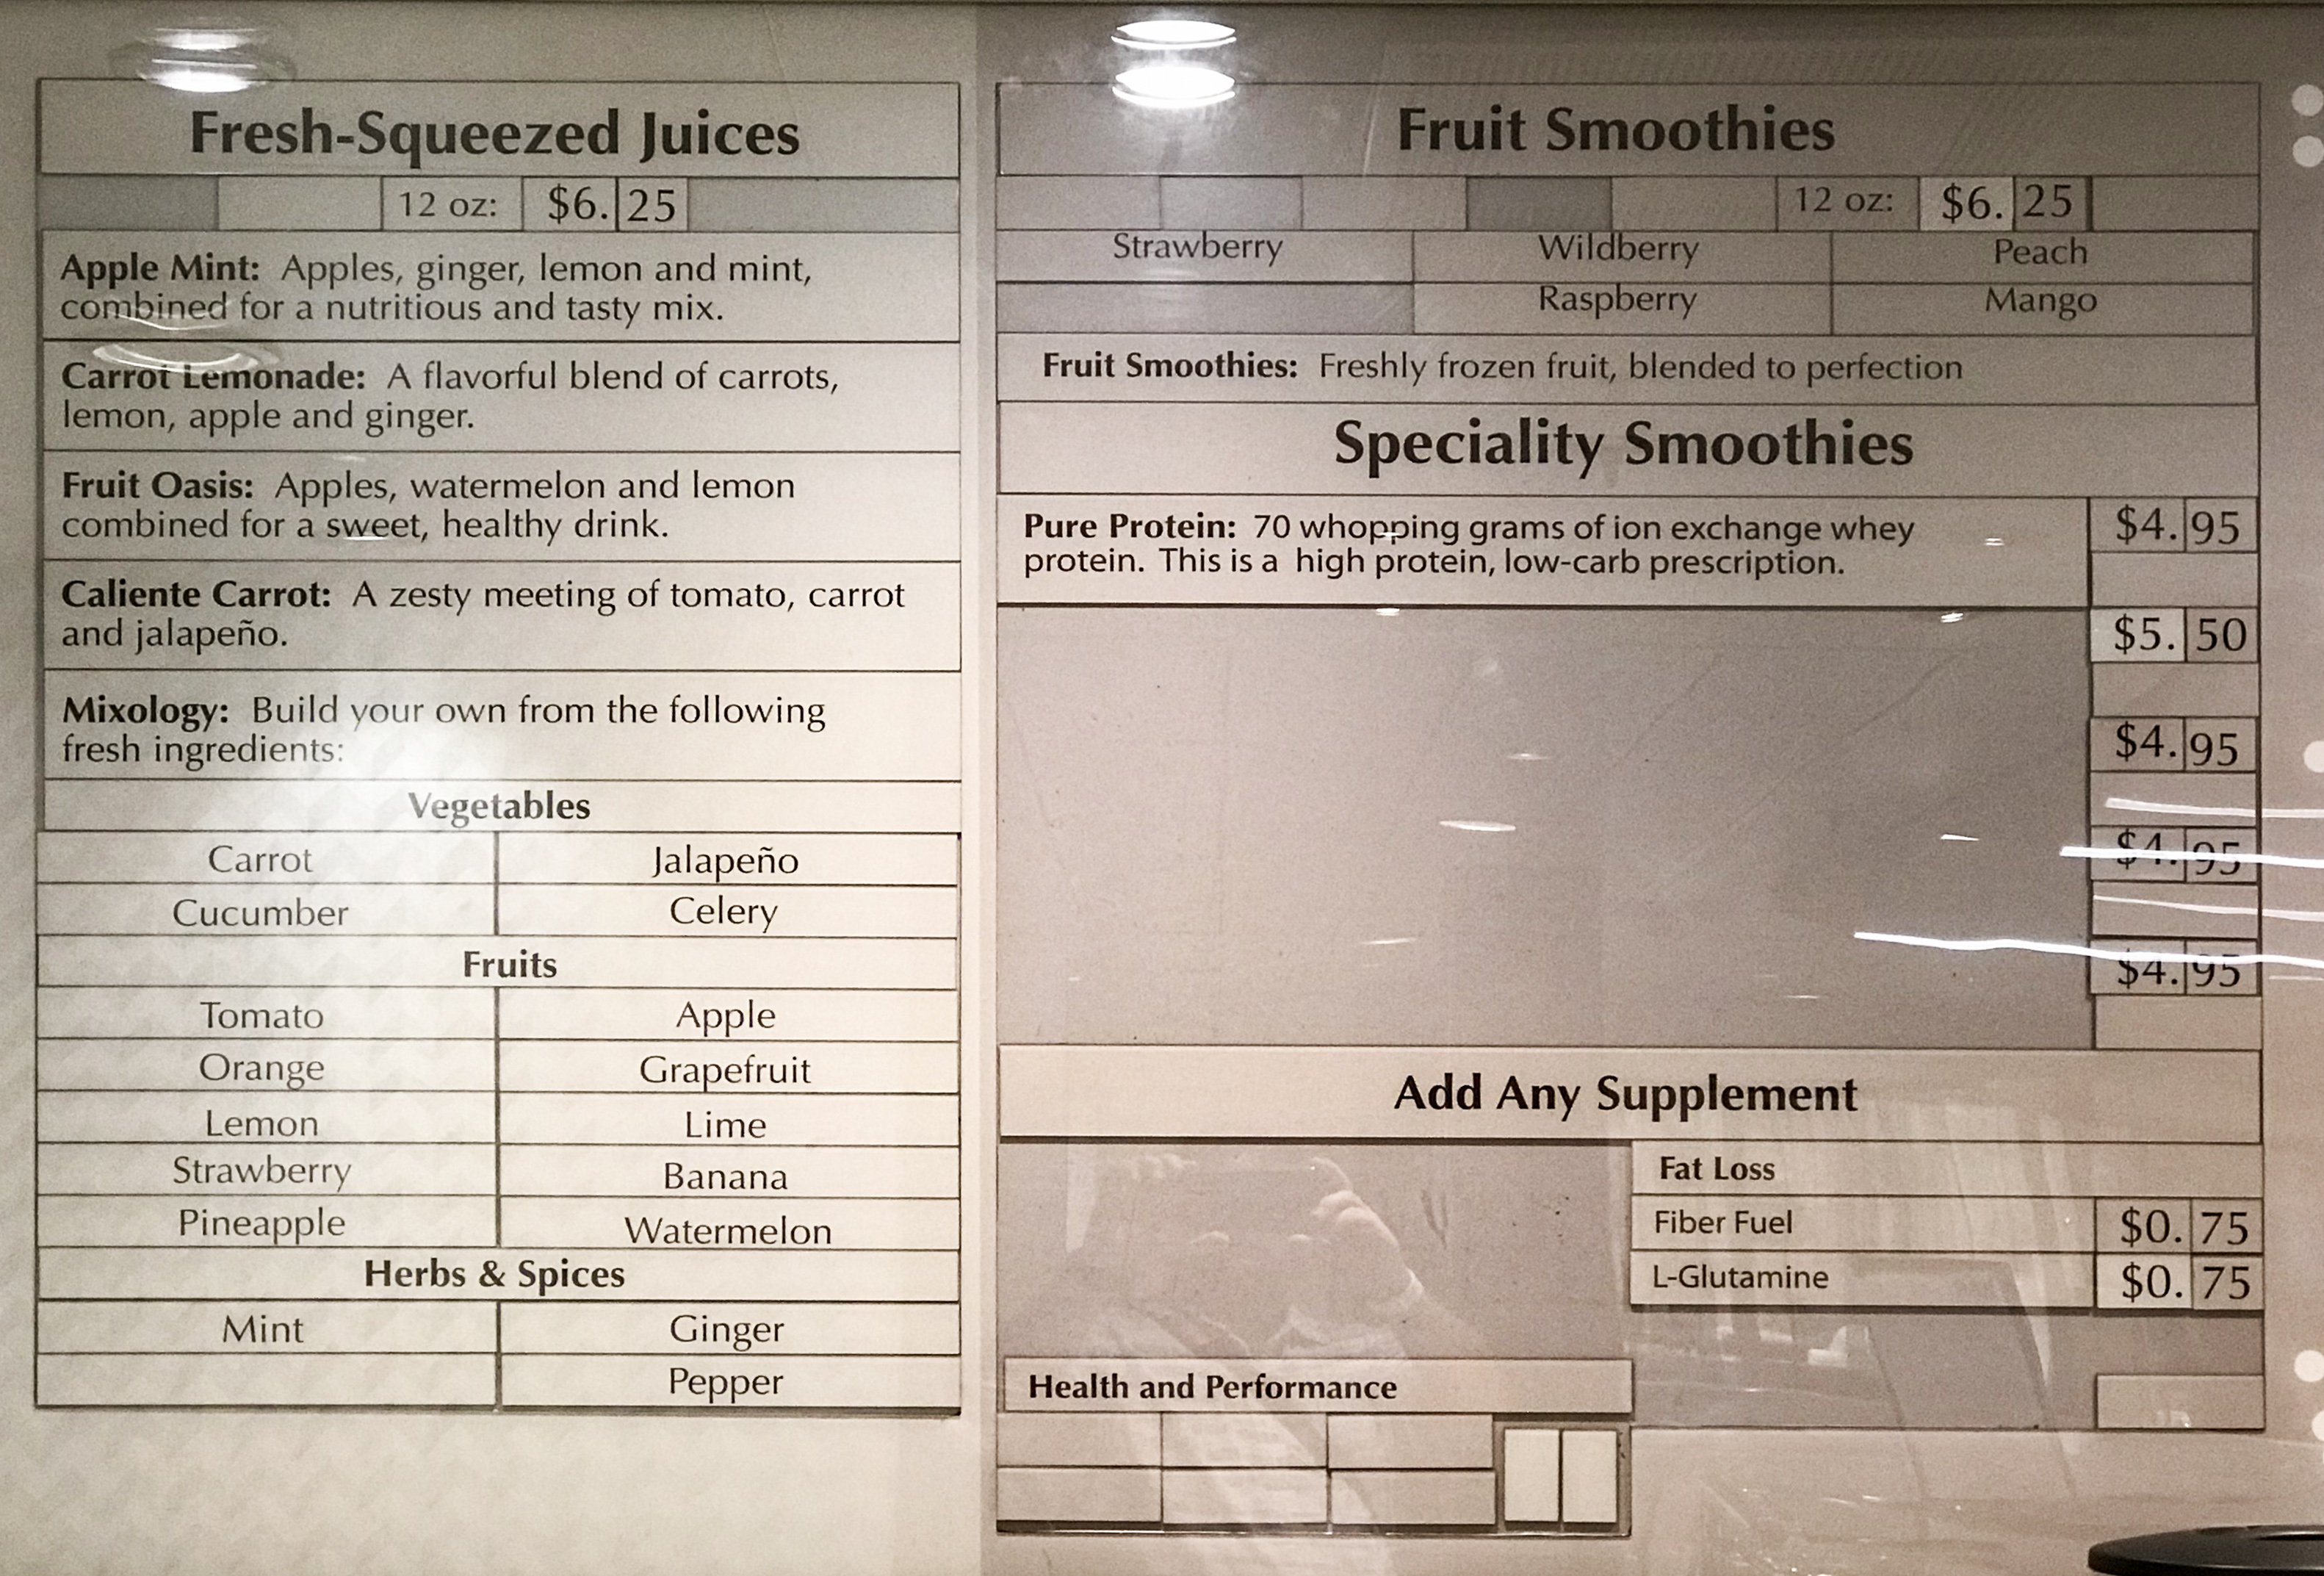 Fresh-Squeezed Juices
12 oz: $6. 25
Apple Mint: Apples, ginger, lemon and mint,
combined for a nutritious and tasty mix.
Carrot Lemonade: A flavorful blend of carrots,
lemon, apple and ginger.
Fruit Oasis: Apples, watermelon and lemon
combined for a sweet, healthy drink.
Caliente Carrot: A zesty meeting of tomato, carrot
and jalapeño.
Mixology: Build your own from the following
fresh ingredients:
Vegetables
Carrot Jalapeño
Cucumber Celery
Fruits
Tomato Apple
Orange Grapefruit
Lemon Lime
Strawberry Banana
Pineapple Watermelon
Herbs & Spices
Mint Ginger
Pepper
Fruit Smoothies
12 oz: $6. 25
Strawberry Wildberry Peach
Raspberry Mango
Fruit Smoothies: Freshly frozen fruit, blended to perfection
Speciality Smoothies
Pure Protein: 70 whopping grams of ion exchange whey $4. 95
protein. This is a high protein, low-carb prescription.
$5. 50
$4. 95
$4. 95
$4. 95
Add Any Supplement
Fat Loss
Fiber Fuel $0. 75
L-Glutamine $0. 75
Health and Performance